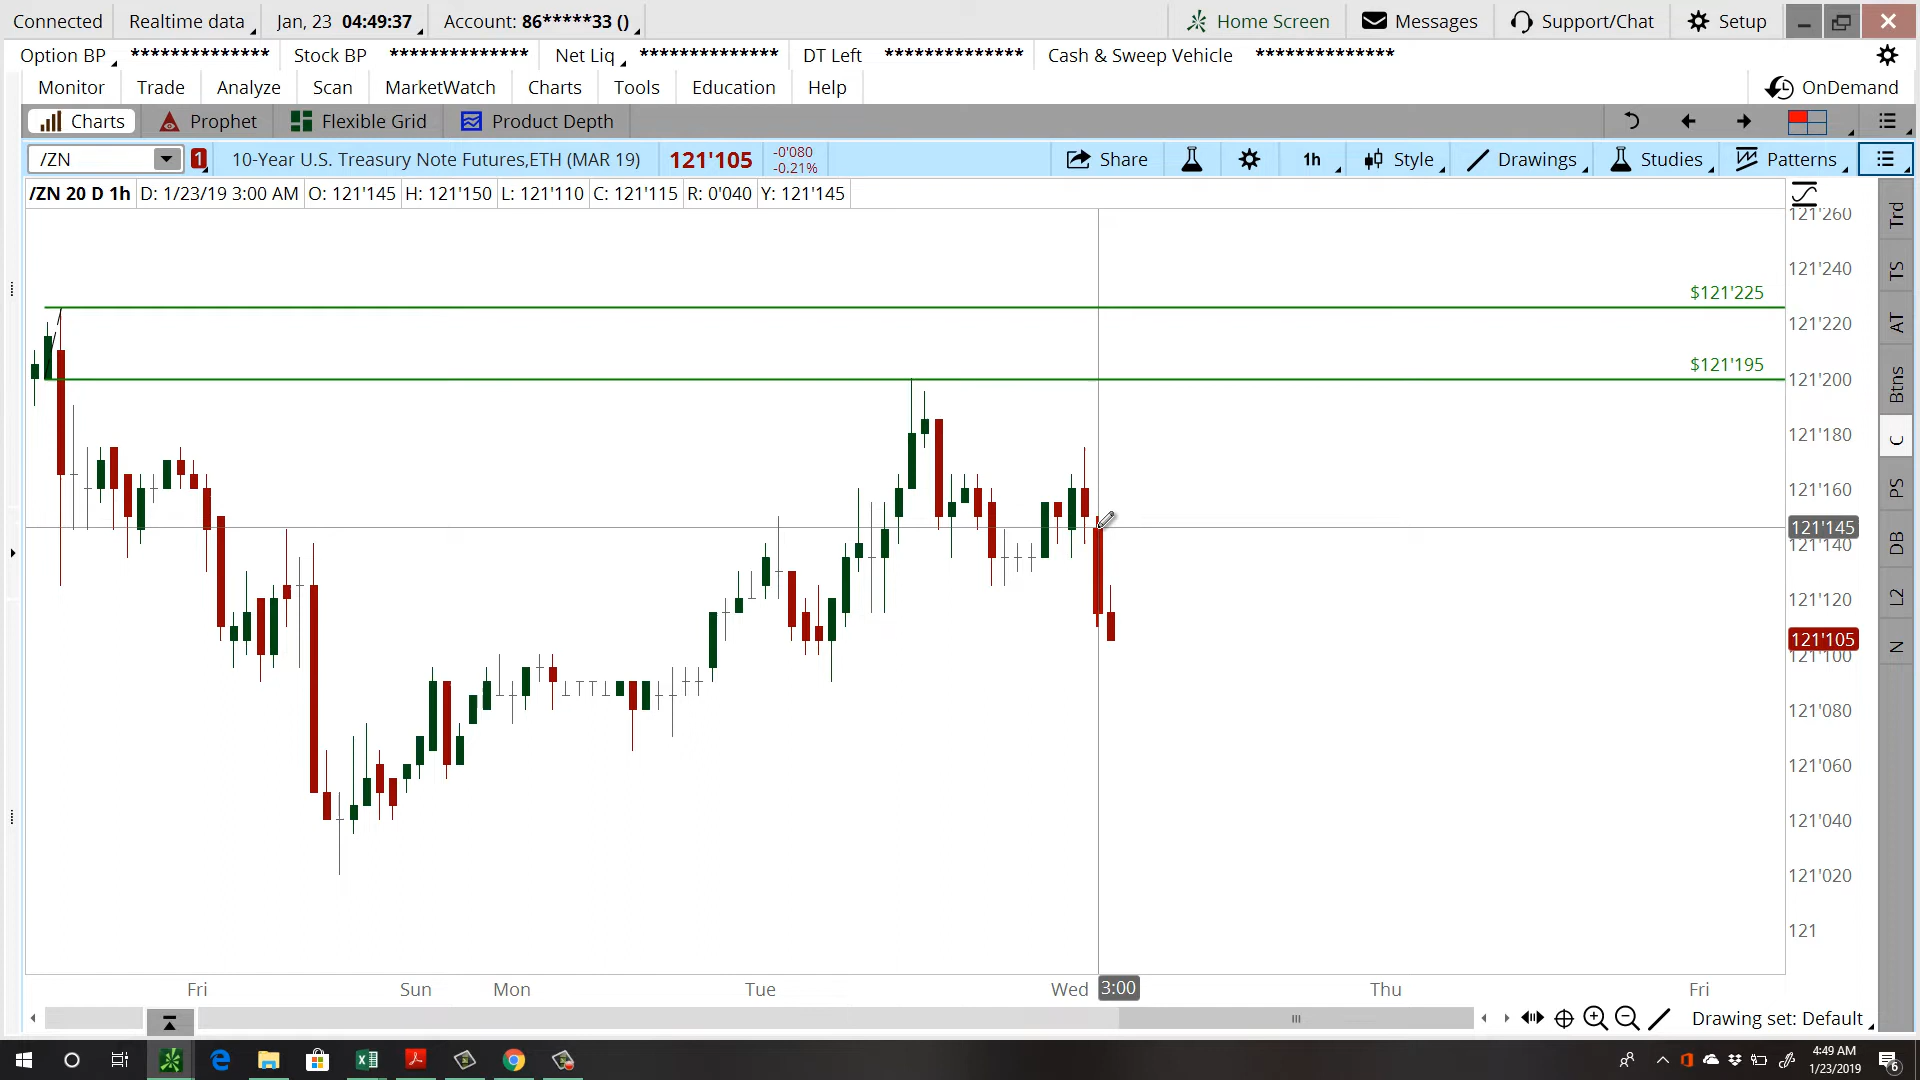 Connected Realtime data Jan, 23 04:49:37 Account: 86*****33 () Home Screen Messages Support/Chat Setup
Option BP ************** Stock BP ************** Net Liq ************** DT Left ************** Cash & Sweep Vehicle **************
Monitor Trade Analyze Scan MarketWatch Charts Tools Education Help OnDemand
Charts Prophet Flexible Grid Product Depth
/ZN 1 10-Year U.S. Treasury Note Futures,ETH (MAR 19) 121'105 -0'080 Share 1h Style Drawings Studies Patterns
-0.21%
/ZN 20 D 1h D: 1/23/19 3:00 AM O: 121'145 H: 121'150 L: 121'110 C: 121'115 R: 0'040 Y: 121'145
121'260
121'240
$121'225
121'220
$121'195
121'200
121'180
121'160
121'145
121'140
121'120
121'105
121'100
121'080
121'060
121'040
121'020
121
Trd
TS
AT
Btns
C
PS
DB
L2
N
Fri Sun Mon Tue Wed 3:00 Thu Fri
Drawing set: Default
4:49 AM
1/23/2019
6